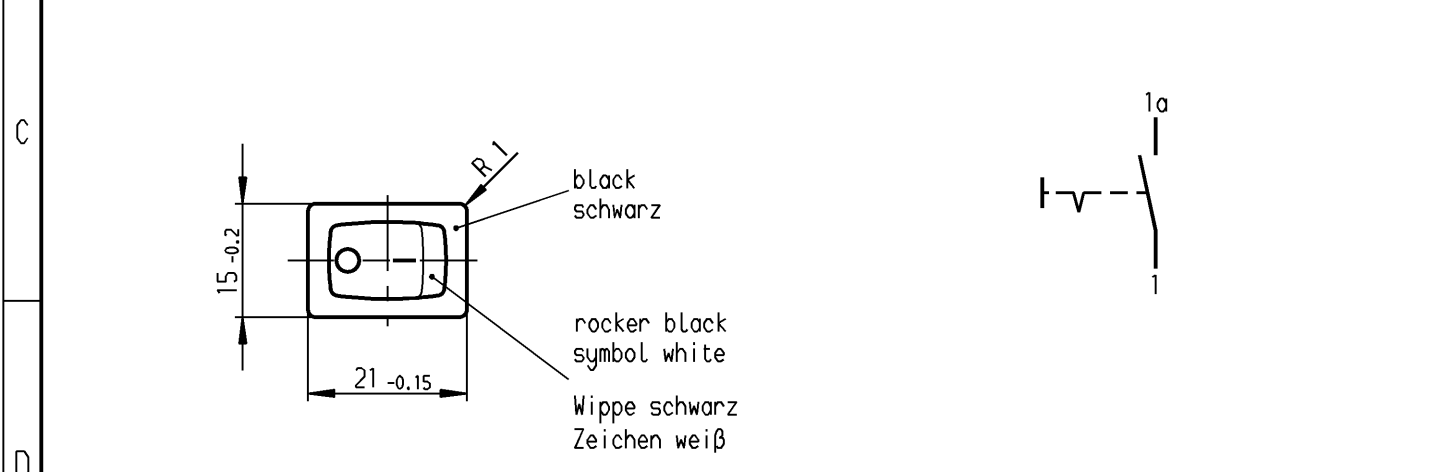 C
1a
R 1
black
schwarz
15 -0.2
1
rocker black
symbol white
21 -0.15
Wippe schwarz
Zeichen weiß
D